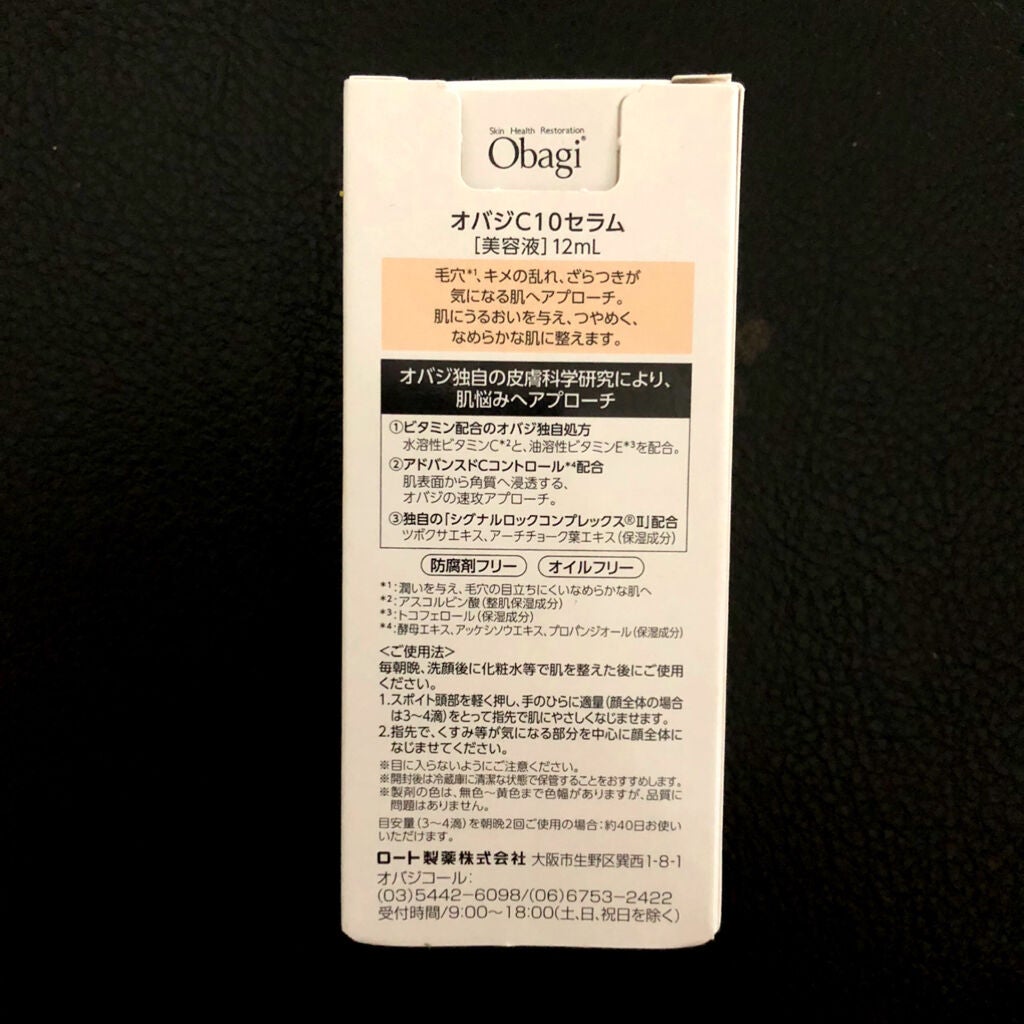 Skin Health Restoration
Obagi®
オバジC10セラム
[美容液] 12mL
毛穴*1、キメの乱れ、ざらつきが
気になる肌へアプローチ。
肌にうるおいを与え、つやめく、
なめらかな肌に整えます。
オバジ独自の皮膚科学研究により、
肌悩みへアプローチ
①ビタミン配合のオバジ独自処方
水溶性ビタミンC*2と、油溶性ビタミンE*3を配合。
②アドバンスドCコントロール*4配合
肌表面から角質へ浸透する、
オバジの速攻アプローチ。
③独自の「シグナルロックコンプレックス®Ⅱ」配合
ツボクサエキス、アーチチョーク葉エキス(保湿成分)
防腐剤フリー オイルフリー
*1:潤いを与え、毛穴の目立ちにくいなめらかな肌へ
*2:アスコルビン酸(整肌保湿成分)
*3:トコフェロール(保湿成分)
*4:酵母エキス、アッケシソウエキス、プロパンジオール(保湿成分)
<ご使用法>
毎朝晩、洗顔後に化粧水等で肌を整えた後にご使用
ください。
1.スポイト頭部を軽く押し、手のひらに適量(顔全体の場合
は3〜4滴)をとって指先で肌にやさしくなじませます。
2.指先で、くすみ等が気になる部分を中心に顔全体に
なじませてください。
※目に入らないようにご注意ください。
※開封後は冷蔵庫に清潔な状態で保管することをおすすめします。
※製剤の色は、無色〜黄色まで色幅がありますが、品質に
問題はありません。
目安量(3〜4滴)を朝晩2回ご使用の場合:約40日お使い
いただけます。
ロート製薬株式会社 大阪市生野区巽西1-8-1
オバジコール:
(03)5442-6098/(06)6753-2422
受付時間/9:00〜18:00(土、日、祝日を除く)